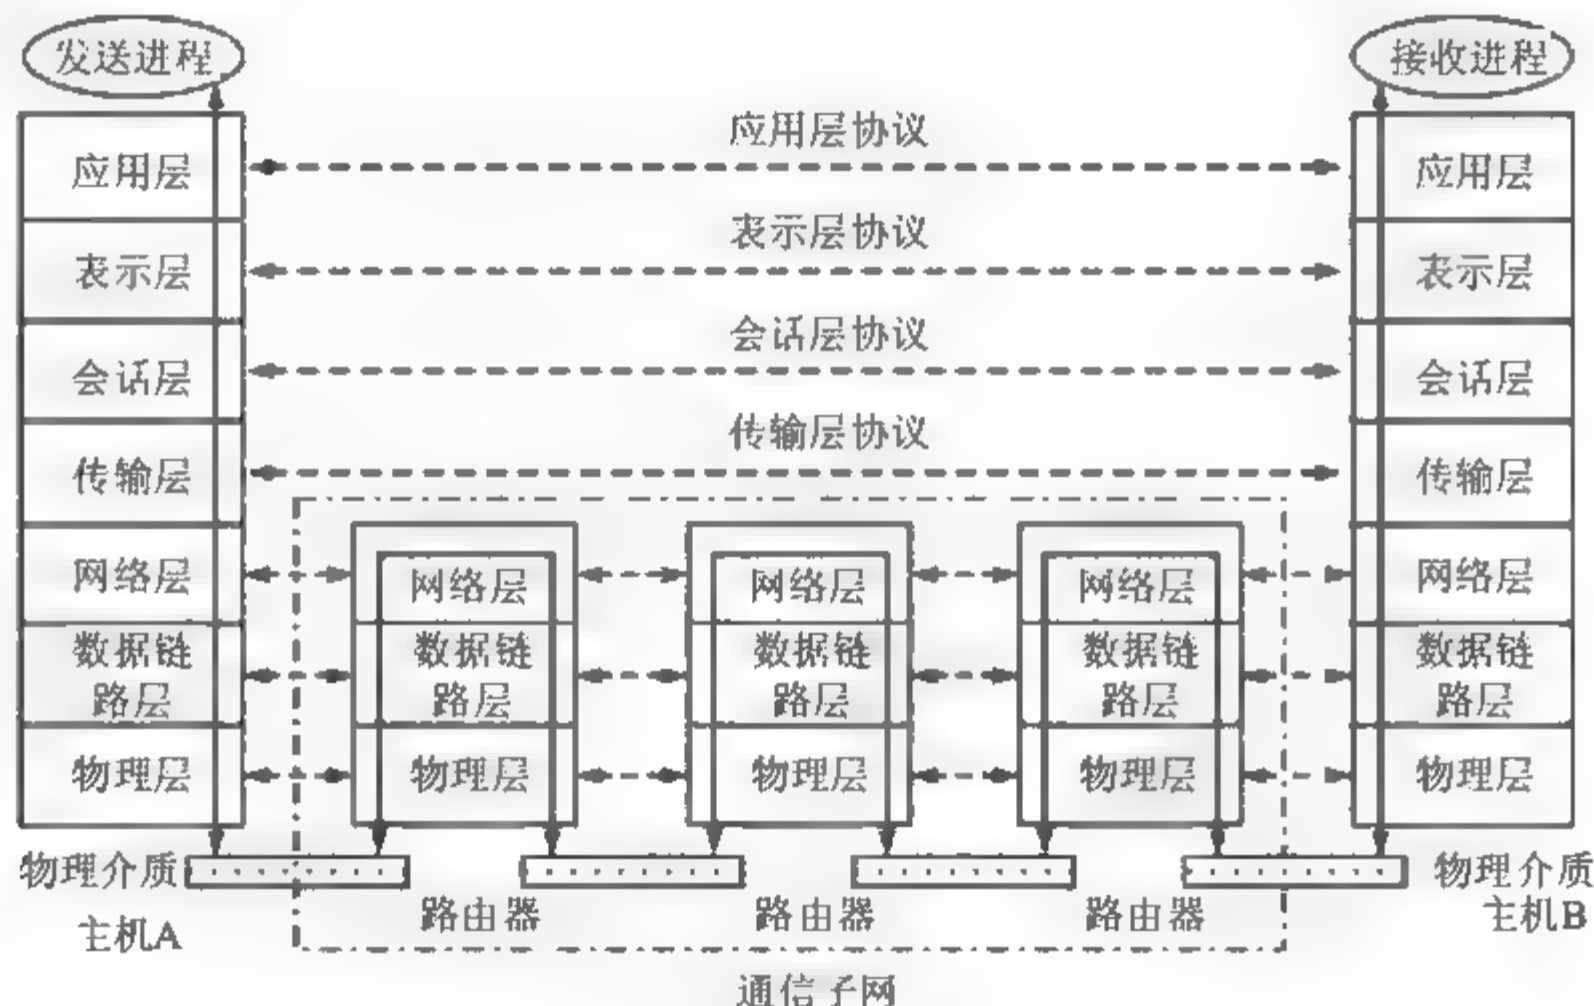 发送进程
接收进程
应用层
应用层协议
应用层
表示层
表示层协议
表示层
会话层
会话层协议
会话层
传输层
传输层协议
传输层
网络层
网络层
网络层
网络层
网络层
数据链
路层
数据链
路层
数据链
路层
数据链
路层
数据链
路层
物理层
物理层
物理层
物理层
物理层
物理介质
物理介质
主机A
路由器
路由器
路由器
主机B
通信子网